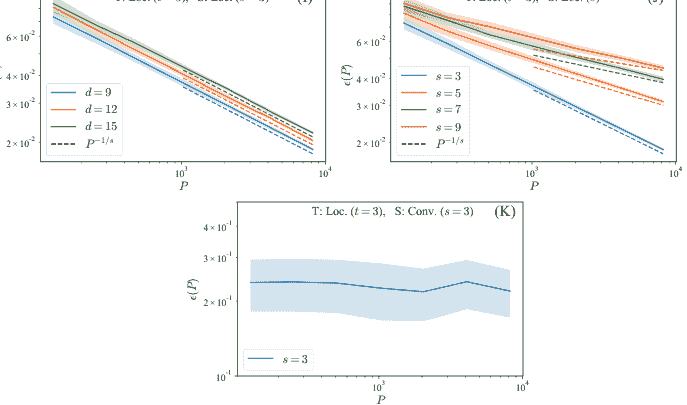 6 × 10⁻²
4 × 10⁻²
3 × 10⁻²
2 × 10⁻²
d = 9
d = 12
d = 15
P^{-1/s}
10³
10⁴
P
6 × 10⁻²
ϵ(P)
4 × 10⁻²
3 × 10⁻²
2 × 10⁻²
s = 3
s = 5
s = 7
s = 9
P^{-1/s}
10³
10⁴
P
T: Loc. (t = 3), S: Conv. (s = 3) (K)
4 × 10⁻¹
3 × 10⁻¹
ϵ(P)
2 × 10⁻¹
10⁻¹
s = 3
10³
10⁴
P